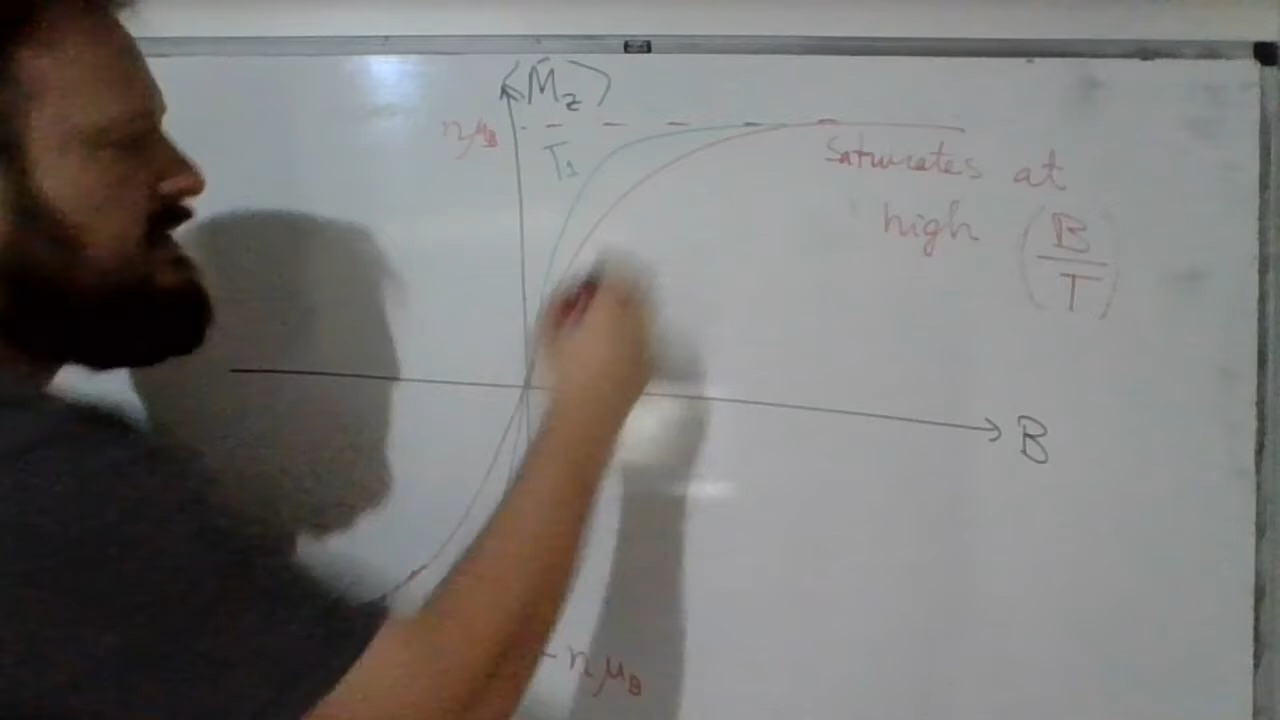 ⟨M_z⟩
nμ_B
T_1
Saturates at
high (B/T)
B
- nμ_B